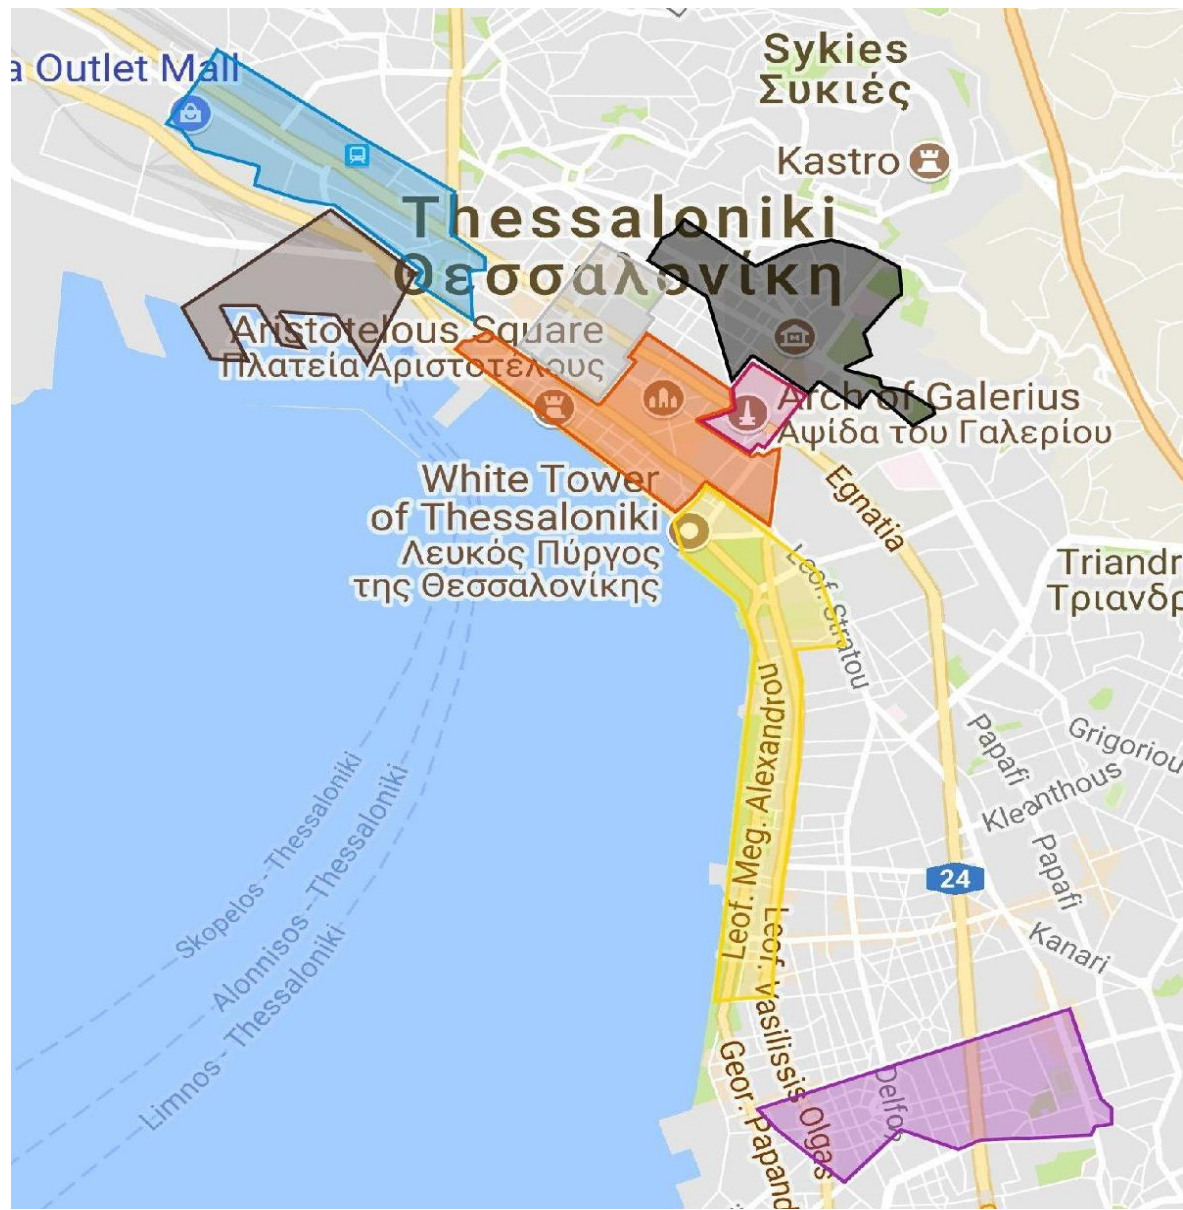 a Outlet Mall
Sykies
Συκιές
Kastro
Thessaloniki
Θεσσαλονίκη
Aristotelous Square
Πλατεία Αριστοτέλους
Arch of Galerius
Αψίδα του Γαλερίου
White Tower
of Thessaloniki
Λευκός Πύργος
της Θεσσαλονίκης
Egnatia
Leof. Stratou
Triandr
Τριανδρ
Leof. Meg. Alexandrou
Papafi
Grigoriou
Kleanthous
Papafi
24
Kanari
Skopelos - Thessaloniki
Alonnisos - Thessaloniki
Limnos - Thessaloniki
Leof. Vasilissis Olgas
Geor. Papand
Delfon